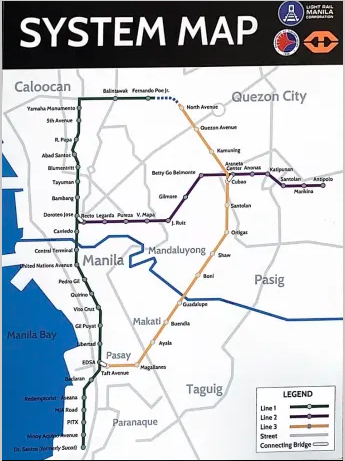 SYSTEM MAP
LIGHT RAIL
MANILA
CORPORATION
Caloocan
Balintawak
Fernando Poe Jr.
Quezon City
Yamaha Monumento
North Avenue
5th Avenue
Quezon Avenue
R. Papa
Kamuning
Abad Santos
Araneta
Center
Anonas
Katipunan
Blumentritt
Betty Go Belmonte
Cubao
Santolan
Antipolo
Tayuman
Marikina
Bambang
Gilmore
Santolan
Doroteo Jose
Recto
Legarda
Pureza
V. Mapa
J. Ruiz
Carriedo
Ortigas
Central Terminal
Mandaluyong
Shaw
United Nations Avenue
Manila
Boni
Pasig
Pedro Gil
Quirino
Guadalupe
Vito Cruz
Makati
Buendia
Gil Puyat
Manila Bay
Libertad
Ayala
Pasay
EDSA
Magallanes
Taft Avenue
Baclaran
Taguig
Redemptorist - Aseana
MIA Road
Paranaque
PITX
Ninoy Aquino Avenue
Dr. Santos (formerly Sucat)
LEGEND
Line 1
Line 2
Line 3
Street
Connecting Bridge